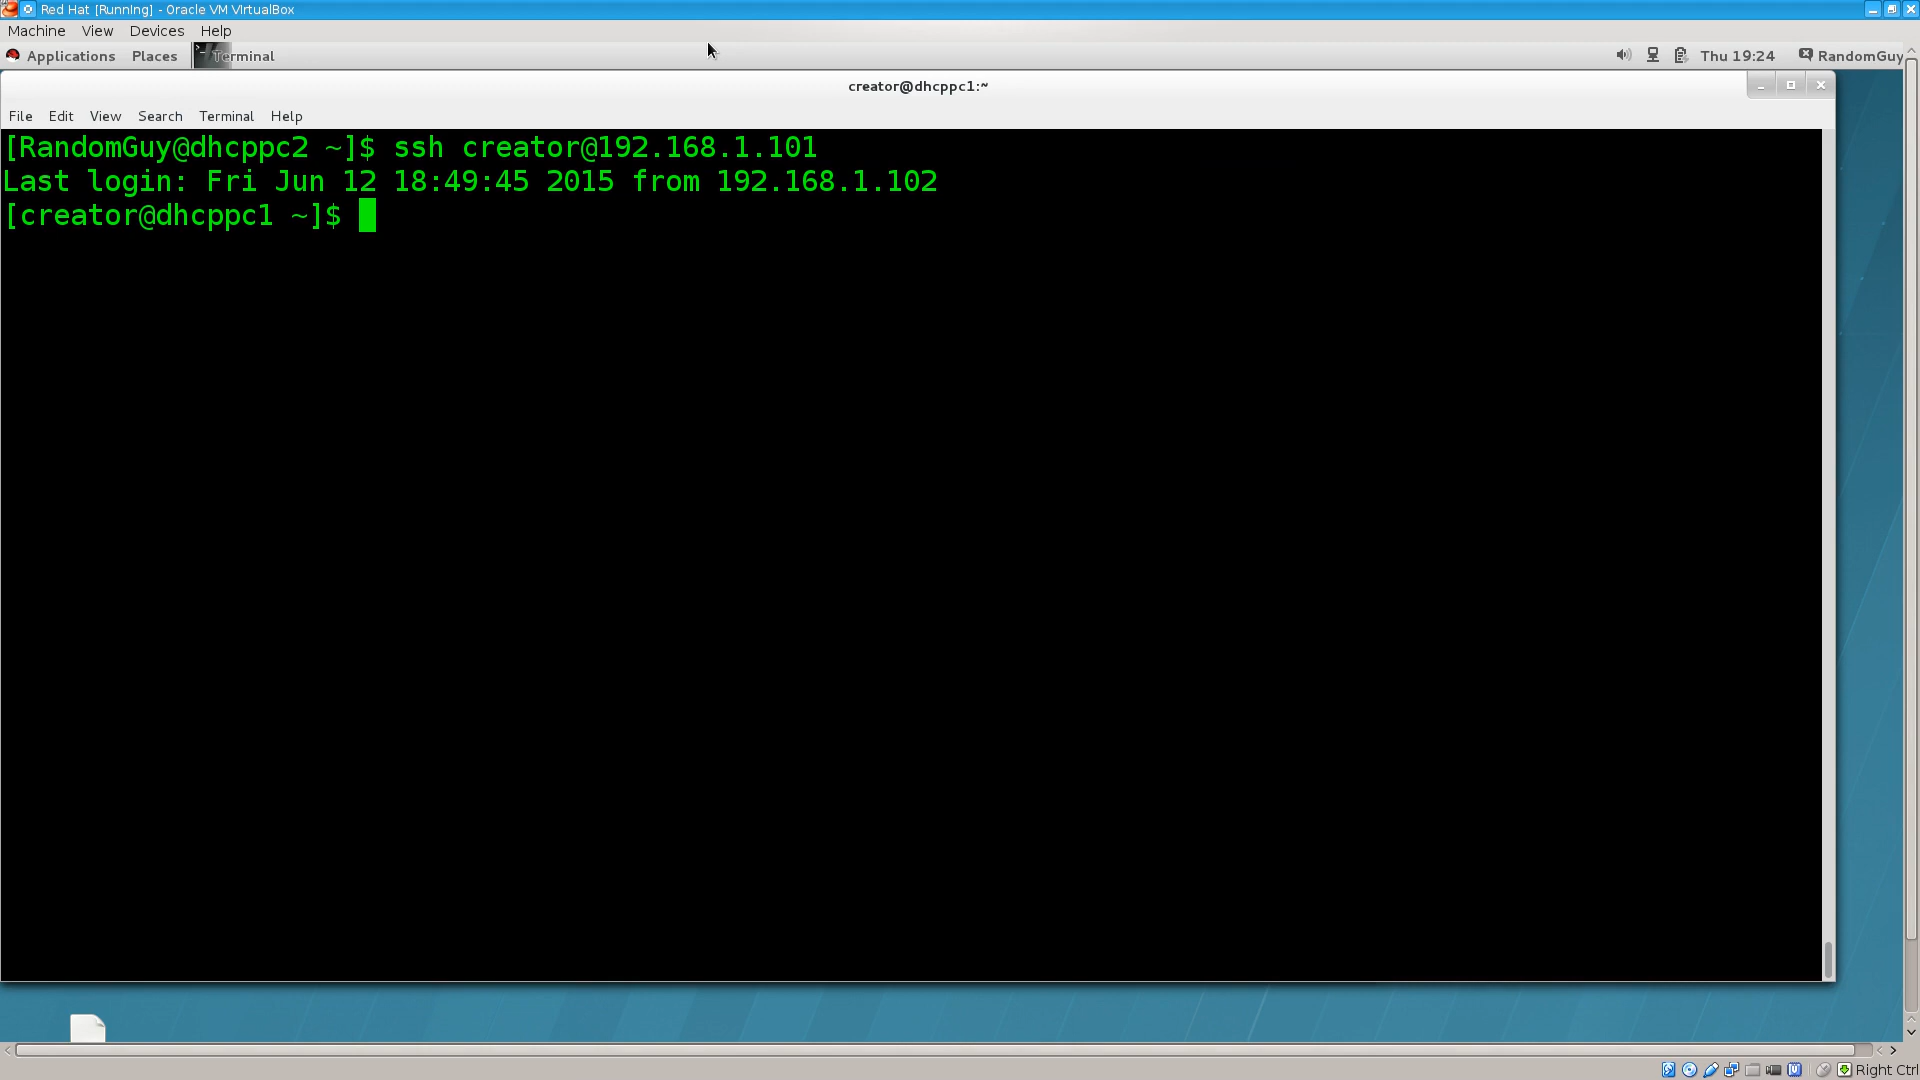 Red Hat [Running] - Oracle VM VirtualBox
Machine View Devices Help
Applications Places Terminal Thu 19:24 RandomGuy
creator@dhcppc1:~
File Edit View Search Terminal Help
[RandomGuy@dhcppc2 ~]$ ssh creator@192.168.1.101
Last login: Fri Jun 12 18:49:45 2015 from 192.168.1.102
[creator@dhcppc1 ~]$
Right Ctrl